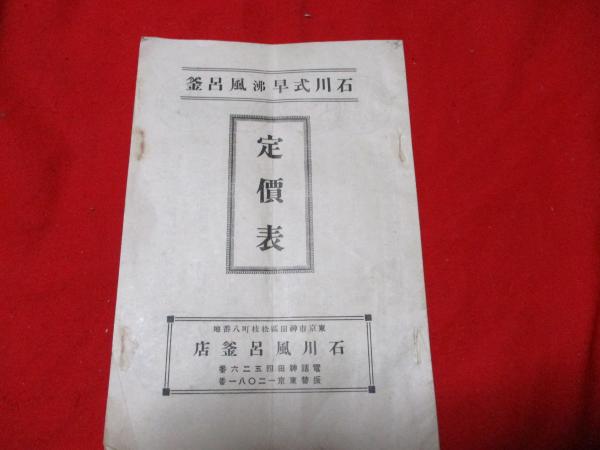 石川式早沸風呂釜
定價表
東京市神田區松枝町八番地
石川風呂釜店
電話神田四五二六番
振替東京一二〇八一番